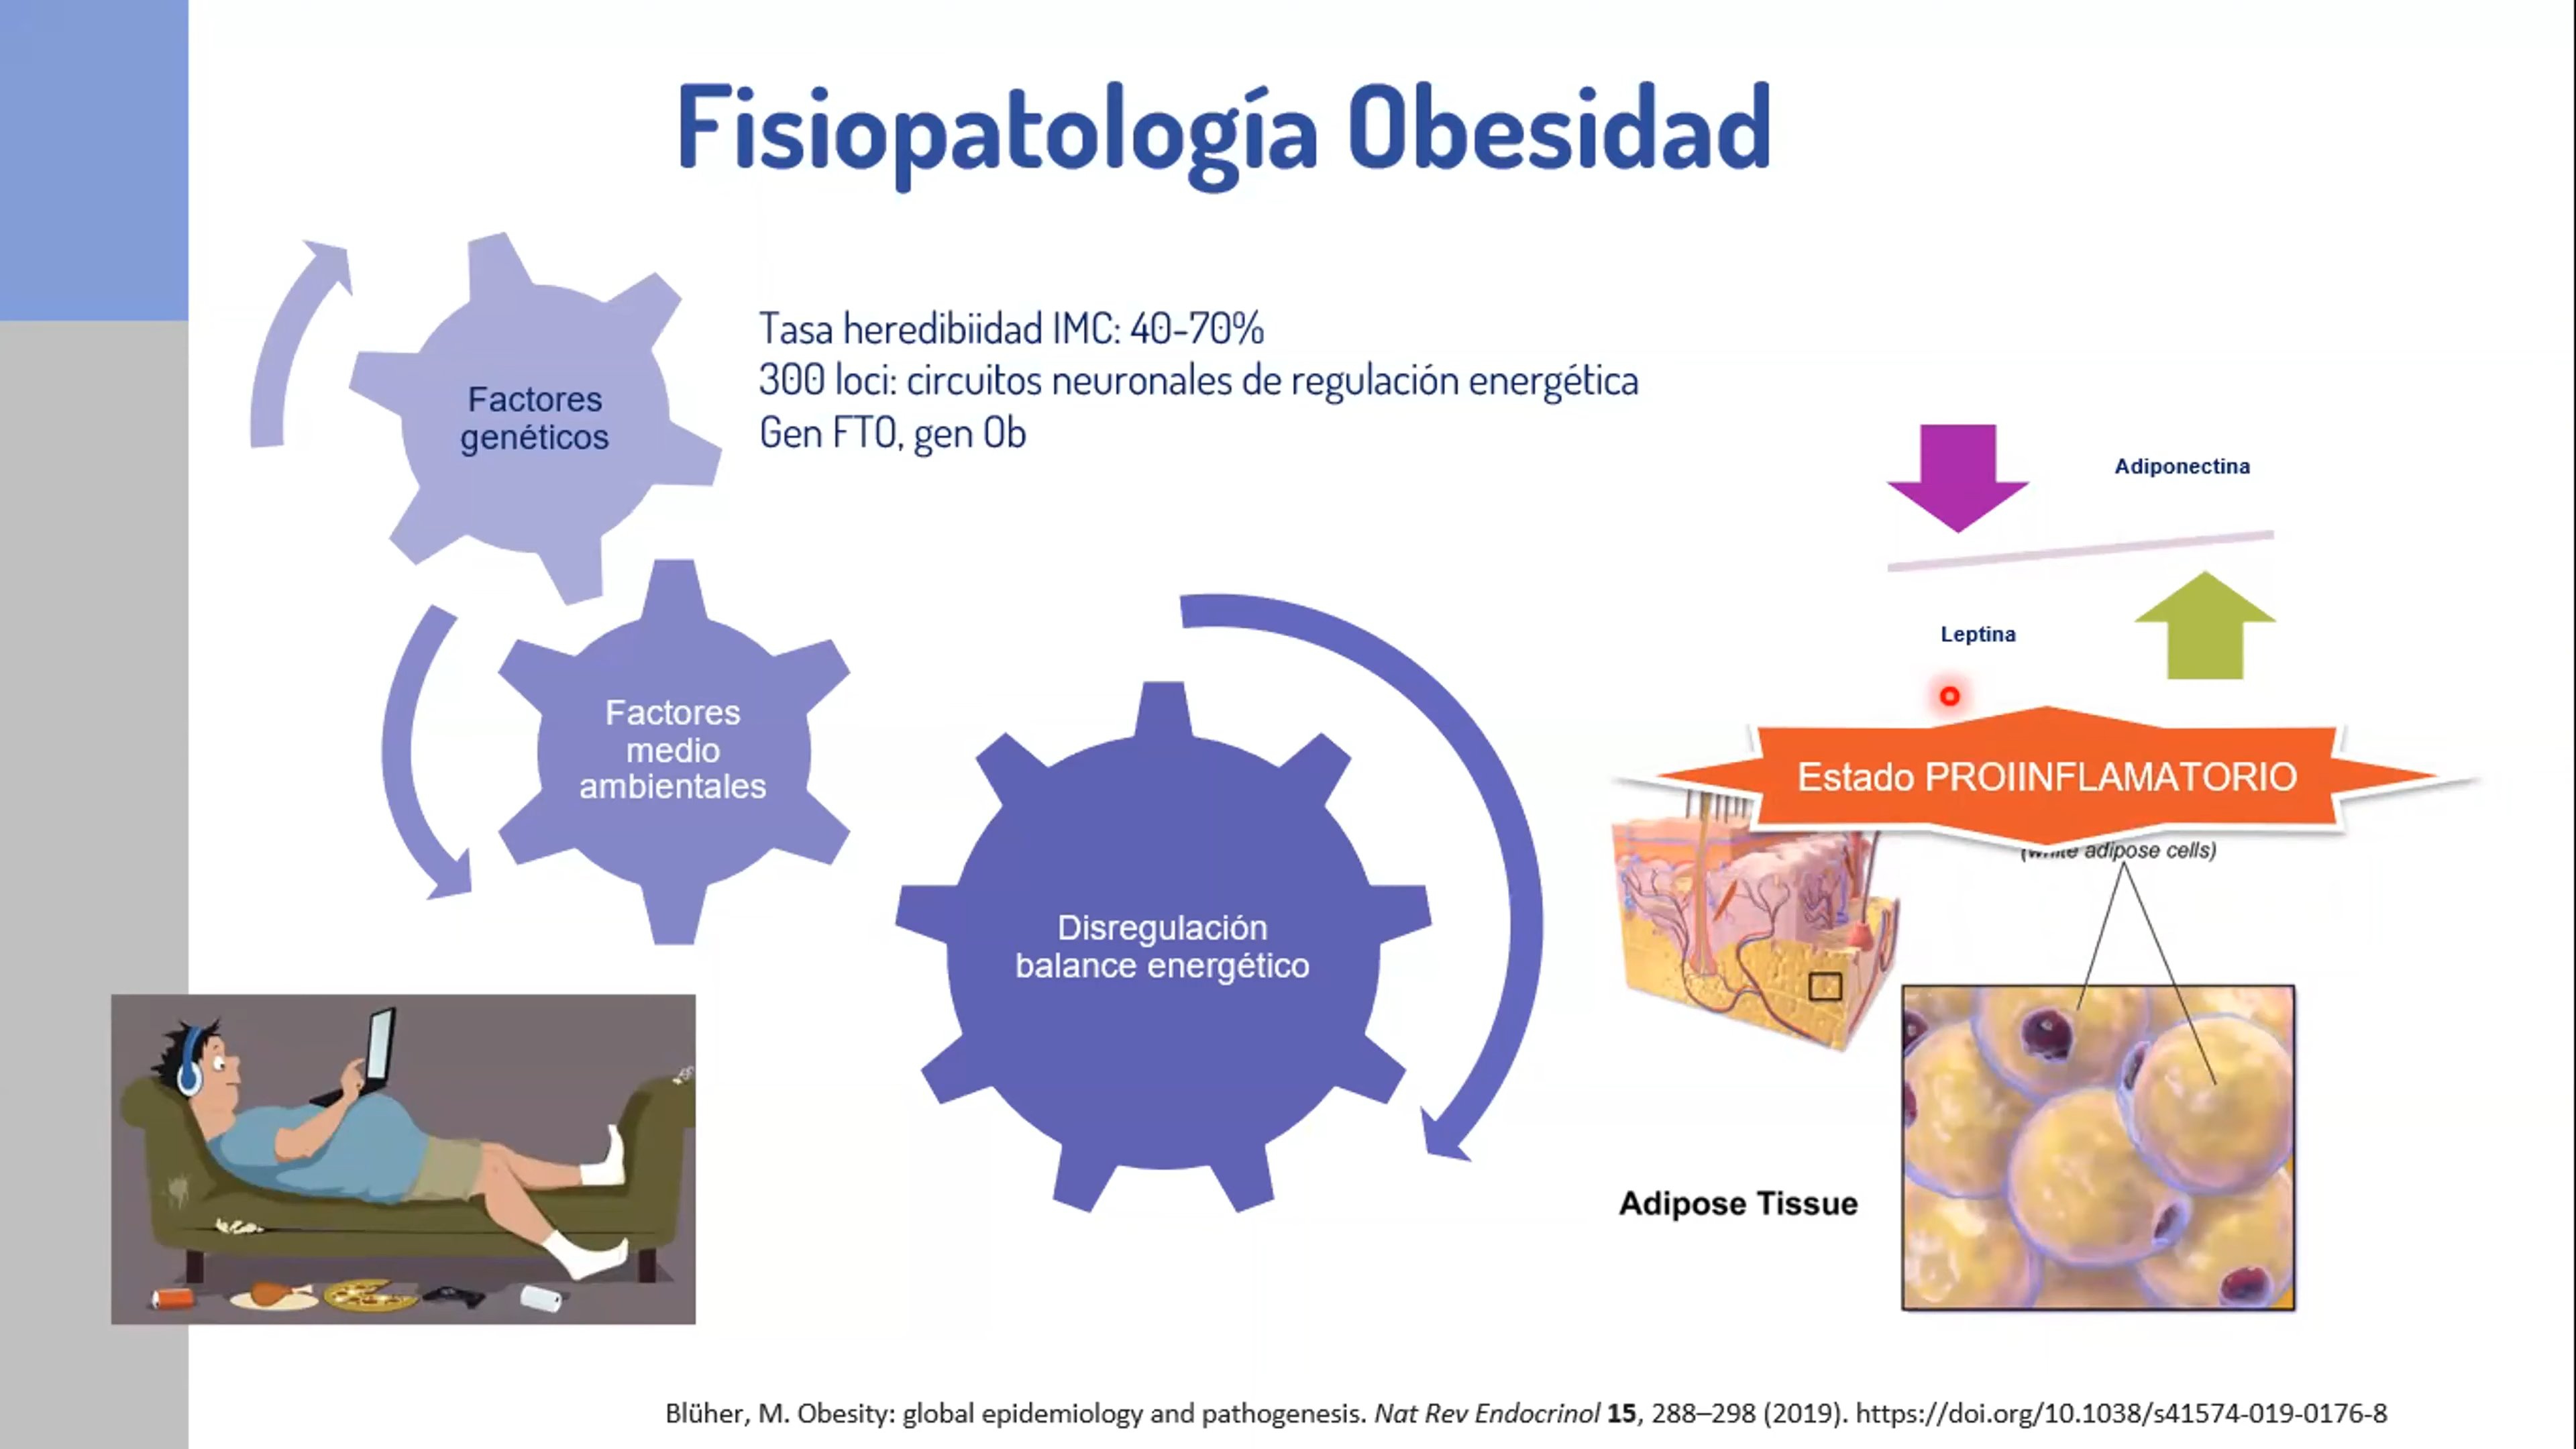 Fisiopatología Obesidad
Tasa heredibiidad IMC: 40-70%
300 loci: circuitos neuronales de regulación energética
Gen FTO, gen Ob
Factores
genéticos
Factores
medio
ambientales
Disregulación
balance energético
Adiponectina
Leptina
Estado PROIINFLAMATORIO
(white adipose cells)
Adipose Tissue
Blüher, M. Obesity: global epidemiology and pathogenesis. Nat Rev Endocrinol 15, 288–298 (2019). https://doi.org/10.1038/s41574-019-0176-8